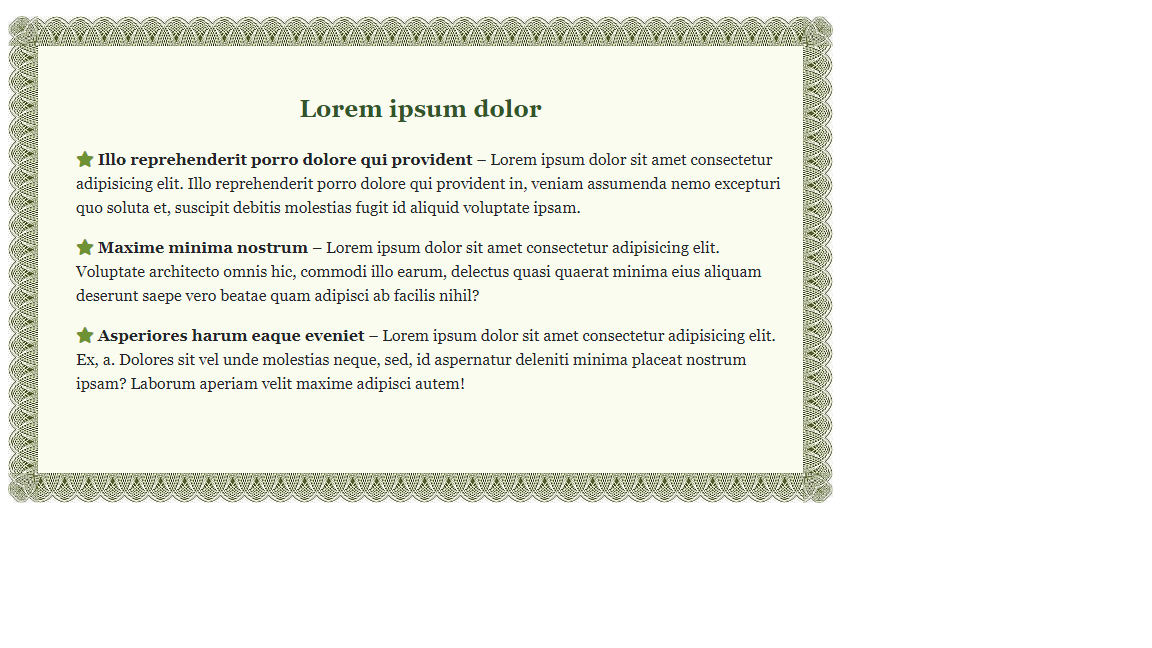 Lorem ipsum dolor
Illo reprehenderit porro dolore qui provident – Lorem ipsum dolor sit amet consectetur
adipisicing elit. Illo reprehenderit porro dolore qui provident in, veniam assumenda nemo excepturi
quo soluta et, suscipit debitis molestias fugit id aliquid voluptate ipsam.
Maxime minima nostrum – Lorem ipsum dolor sit amet consectetur adipisicing elit.
Voluptate architecto omnis hic, commodi illo earum, delectus quasi quaerat minima eius aliquam
deserunt saepe vero beatae quam adipisci ab facilis nihil?
Asperiores harum eaque eveniet – Lorem ipsum dolor sit amet consectetur adipisicing elit.
Ex, a. Dolores sit vel unde molestias neque, sed, id aspernatur deleniti minima placeat nostrum
ipsam? Laborum aperiam velit maxime adipisci autem!